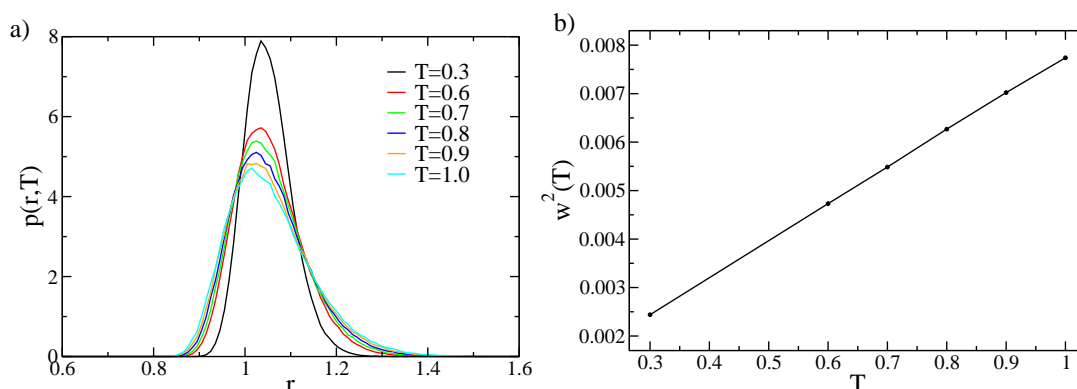 a)
8
6
4
2
0
p(r,T)
0.6 0.8 1 1.2 1.4 1.6
r
T=0.3
T=0.6
T=0.7
T=0.8
T=0.9
T=1.0
b)
0.008
0.007
0.006
0.005
0.004
0.003
0.002
w²(T)
0.3 0.4 0.5 0.6 0.7 0.8 0.9 1
T